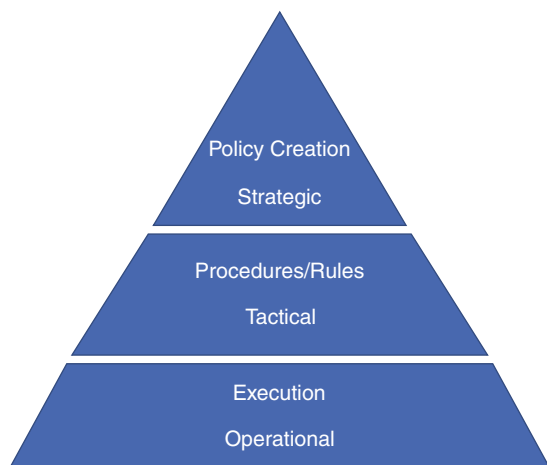 Policy Creation
Strategic
Procedures/Rules
Tactical
Execution
Operational